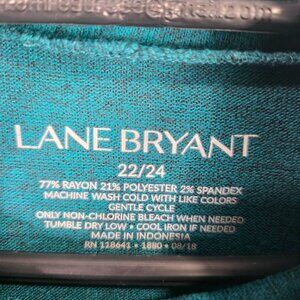 LANE BRYANT
22/24
77% RAYON 21% POLYESTER 2% SPANDEX
MACHINE WASH COLD WITH LIKE COLORS
GENTLE CYCLE
ONLY NON-CHLORINE BLEACH WHEN NEEDED
TUMBLE DRY LOW • COOL IRON IF NEEDED
MADE IN INDONESIA
RN 118641 • 1880 • 08/18